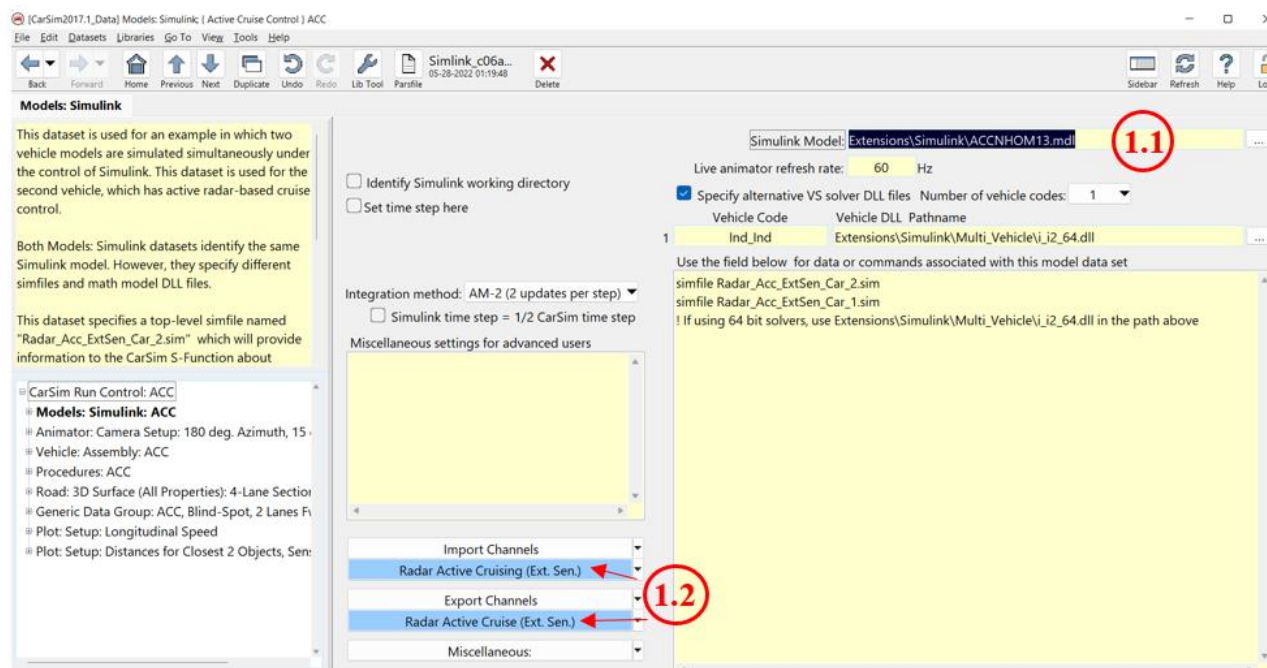 [CarSim2017.1_Data] Models: Simulink; { Active Cruise Control } ACC
File Edit Datasets Libraries Go To View Tools Help
Back Forward Home Previous Next Duplicate Undo Redo Lib Tool Parsfile Simlink_c06a... 05-28-2022 01:19:48 Delete Sidebar Refresh Help
Models: Simulink
This dataset is used for an example in which two
vehicle models are simulated simultaneously under
the control of Simulink. This dataset is used for the
second vehicle, which has active radar-based cruise
control.
Both Models: Simulink datasets identify the same
Simulink model. However, they specify different
simfiles and math model DLL files.
This dataset specifies a top-level simfile named
"Radar_Acc_ExtSen_Car_2.sim" which will provide
information to the CarSim S-Function about
CarSim Run Control: ACC
Models: Simulink: ACC
Animator: Camera Setup: 180 deg. Azimuth, 15
Vehicle: Assembly: ACC
Procedures: ACC
Road: 3D Surface (All Properties): 4-Lane Section
Generic Data Group: ACC, Blind-Spot, 2 Lanes
Plot: Setup: Longitudinal Speed
Plot: Setup: Distances for Closest 2 Objects, Sens
Identify Simulink working directory
Set time step here
Integration method: AM-2 (2 updates per step)
Simulink time step = 1/2 CarSim time step
Miscellaneous settings for advanced users
Import Channels
Radar Active Cruising (Ext. Sen.)
Export Channels
Radar Active Cruise (Ext. Sen.)
Miscellaneous:
1.2
Simulink Model: Extensions\Simulink\ACCNHOM13.mdl ...
1.1
Live animator refresh rate: 60 Hz
Specify alternative VS solver DLL files Number of vehicle codes: 1
Vehicle Code Vehicle DLL Pathname
1 Ind_Ind Extensions\Simulink\Multi_Vehicle\i_i2_64.dll ...
Use the field below for data or commands associated with this model data set
simfile Radar_Acc_ExtSen_Car_2.sim
simfile Radar_Acc_ExtSen_Car_1.sim
! If using 64 bit solvers, use Extensions\Simulink\Multi_Vehicle\i_i2_64.dll in the path above